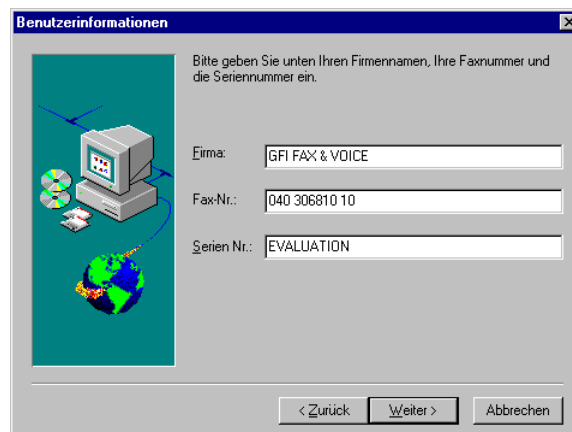 Benutzerinformationen
Bitte geben Sie unten Ihren Firmennamen, Ihre Faxnummer und
die Seriennummer ein.
Firma: GFI FAX & VOICE
Fax-Nr.: 040 306810 10
Serien Nr.: EVALUATION
< Zurück Weiter > Abbrechen